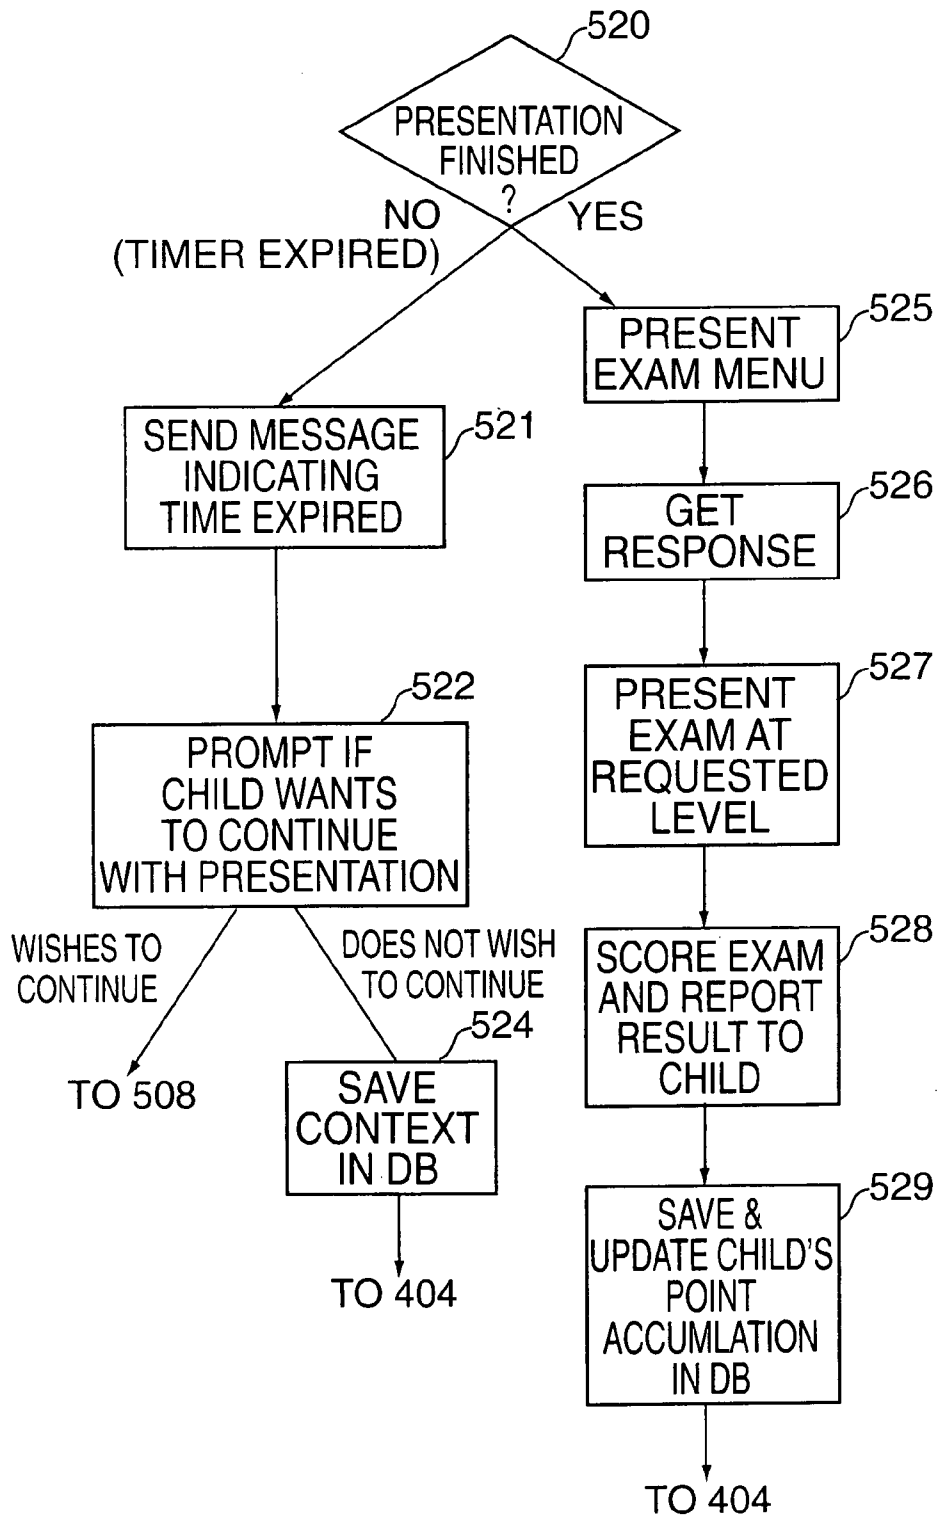 520
PRESENTATION
FINISHED
?
NO
(TIMER EXPIRED)
YES
525
PRESENT
EXAM MENU
521
SEND MESSAGE
INDICATING
TIME EXPIRED
526
GET
RESPONSE
522
PROMPT IF
CHILD WANTS
TO CONTINUE
WITH PRESENTATION
527
PRESENT
EXAM AT
REQUESTED
LEVEL
WISHES TO
CONTINUE
DOES NOT WISH
TO CONTINUE
528
SCORE EXAM
AND REPORT
RESULT TO
CHILD
TO 508
524
SAVE
CONTEXT
IN DB
TO 404
529
SAVE &
UPDATE CHILD'S
POINT
ACCUMLATION
IN DB
TO 404